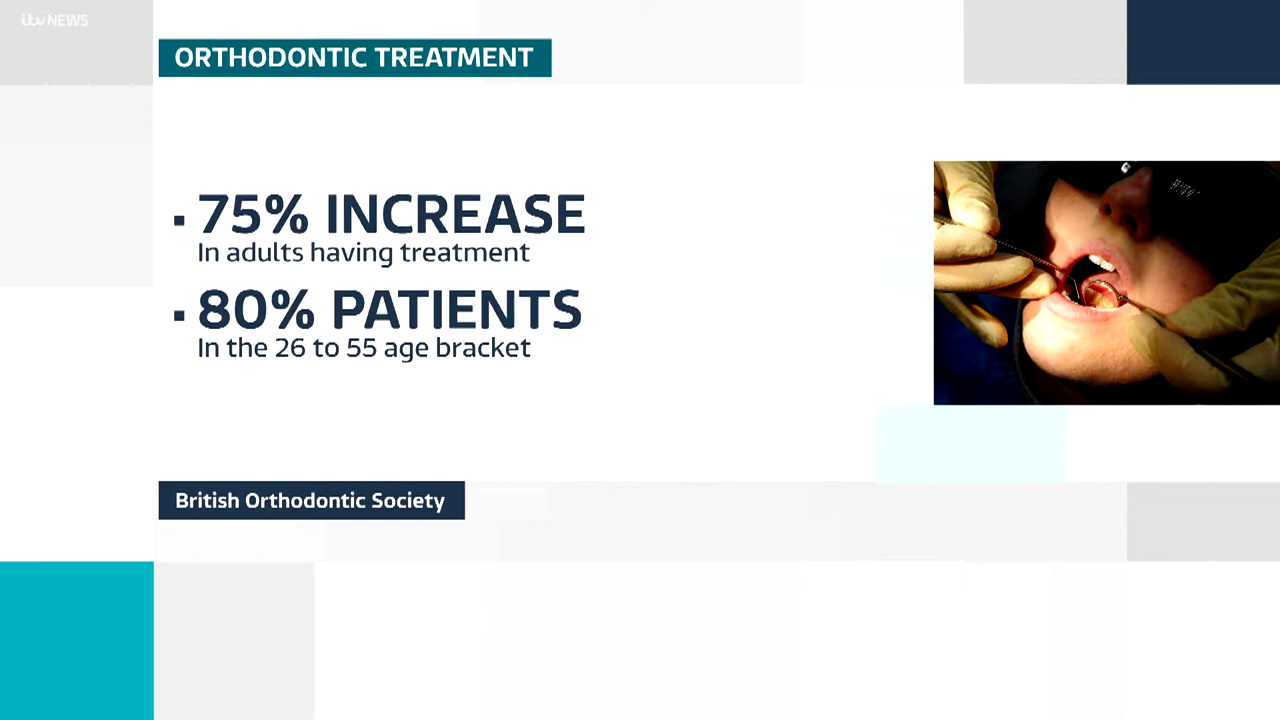 itv NEWS
ORTHODONTIC TREATMENT
▪ 75% INCREASE
In adults having treatment
▪ 80% PATIENTS
In the 26 to 55 age bracket
British Orthodontic Society